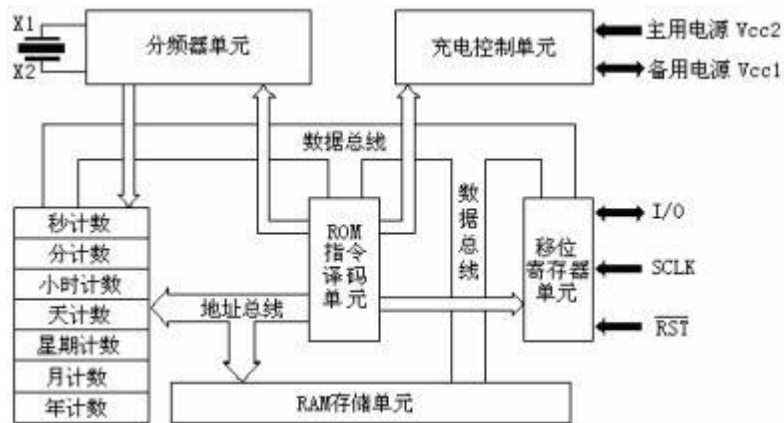 X1
X2
分频器单元
充电控制单元
主用电源 Vcc2
备用电源 Vcc1
数据总线
数据总线
秒计数
分计数
小时计数
天计数
星期计数
月计数
年计数
ROM
指令
译码
单元
地址总线
移位
寄存器
单元
I/O
SCLK
R̅S̅T̅
RAM存储单元